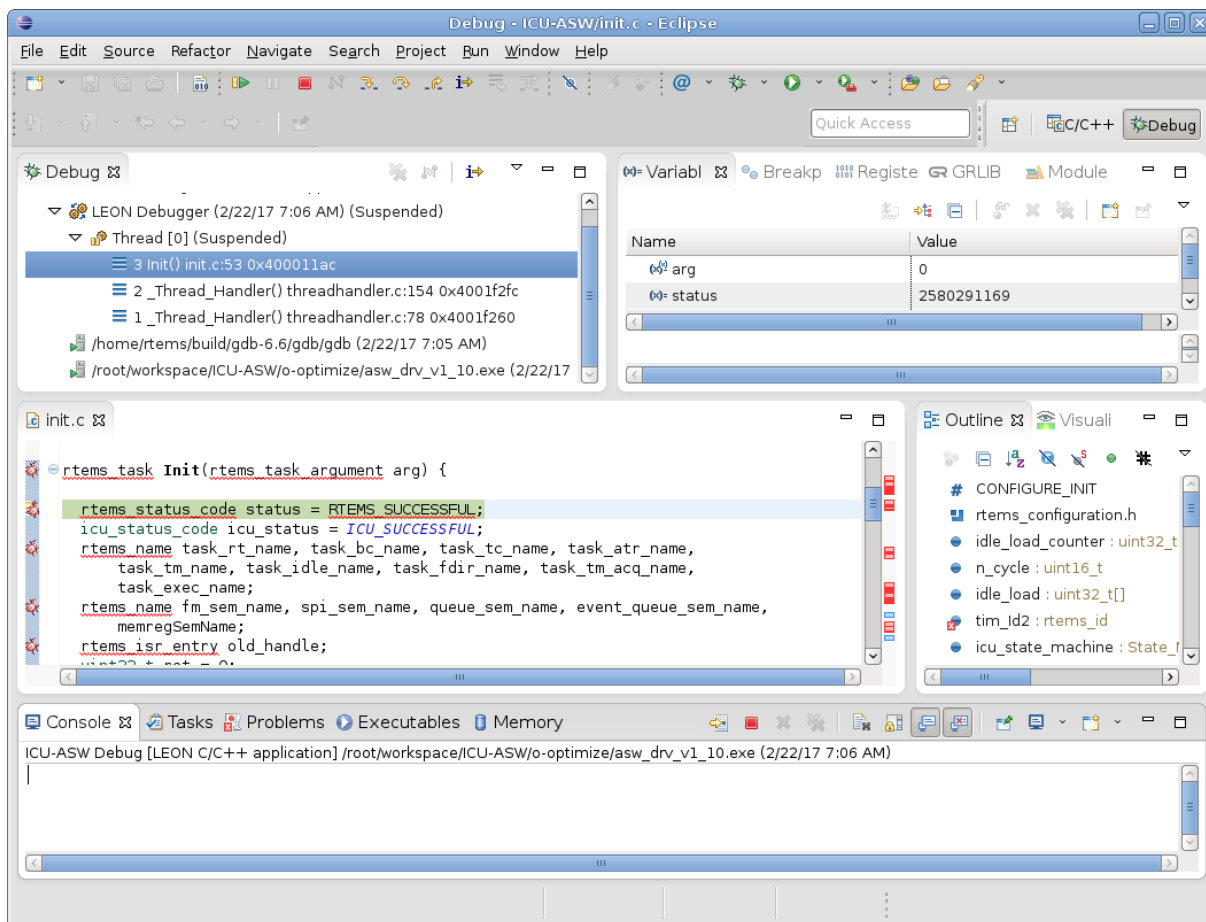 Debug - ICU-ASW/init.c - Eclipse
File Edit Source Refactor Navigate Search Project Run Window Help
Quick Access
C/C++
Debug
Debug
LEON Debugger (2/22/17 7:06 AM) (Suspended)
Thread [0] (Suspended)
3 Init() init.c:53 0x400011ac
2 _Thread_Handler() threadhandler.c:154 0x4001f2fc
1 _Thread_Handler() threadhandler.c:78 0x4001f260
/home/rtems/build/gdb-6.6/gdb/gdb (2/22/17 7:05 AM)
/root/workspace/ICU-ASW/o-optimize/asw_drv_v1_10.exe (2/22/17
(x)= Variabl Breakp Registe GRLIB Module
Name Value
arg 0
(x)= status 2580291169
init.c
rtems_task Init(rtems_task_argument arg) {
rtems_status_code status = RTEMS_SUCCESSFUL;
icu_status_code icu_status = ICU_SUCCESSFUL;
rtems_name task_rt_name, task_bc_name, task_tc_name, task_atr_name,
task_tm_name, task_idle_name, task_fdir_name, task_tm_acq_name,
task_exec_name;
rtems_name fm_sem_name, spi_sem_name, queue_sem_name, event_queue_sem_name,
memregSemName;
rtems_isr_entry old_handle;
uint32_t ret = 0;
Outline Visuali
# CONFIGURE_INIT
rtems_configuration.h
idle_load_counter : uint32_t
n_cycle : uint16_t
idle_load : uint32_t[]
tim_Id2 : rtems_id
icu_state_machine : State_
Console Tasks Problems Executables Memory
ICU-ASW Debug [LEON C/C++ application] /root/workspace/ICU-ASW/o-optimize/asw_drv_v1_10.exe (2/22/17 7:06 AM)